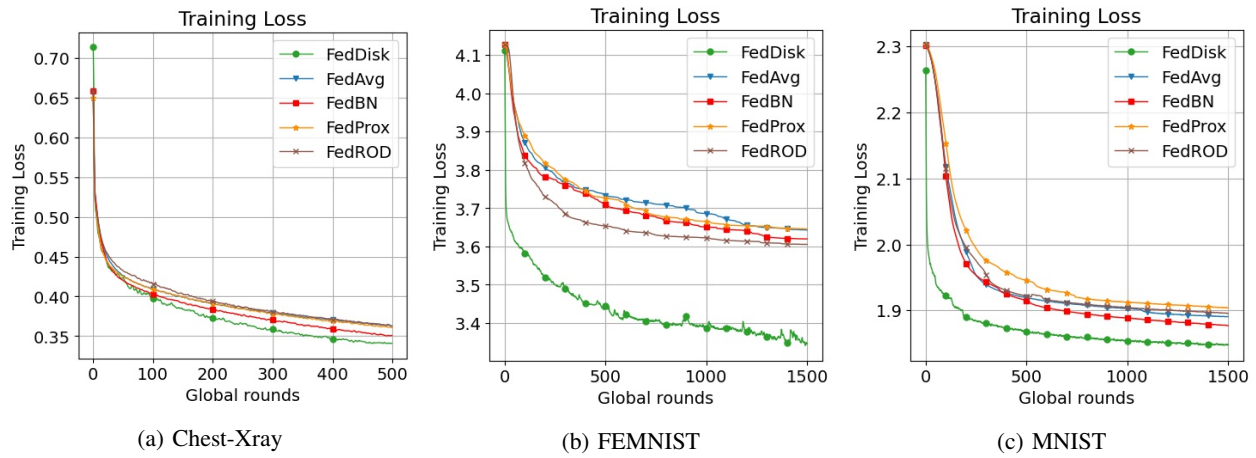 Training Loss
Training Loss
0.70
0.65
0.60
0.55
0.50
0.45
0.40
0.35
0
100
200
300
400
500
Global rounds
FedDisk
FedAvg
FedBN
FedProx
FedROD
(a) Chest-Xray
Training Loss
Training Loss
4.1
4.0
3.9
3.8
3.7
3.6
3.5
3.4
0
500
1000
1500
Global rounds
FedDisk
FedAvg
FedBN
FedProx
FedROD
(b) FEMNIST
Training Loss
Training Loss
2.3
2.2
2.1
2.0
1.9
0
500
1000
1500
Global rounds
FedDisk
FedAvg
FedBN
FedProx
FedROD
(c) MNIST